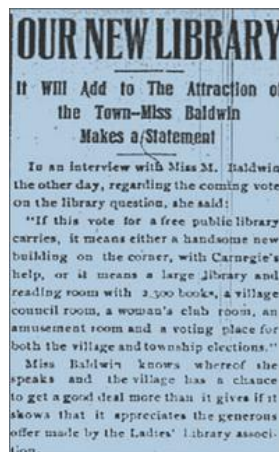 OUR NEW LIBRARY
It Will Add to The Attraction of
the Town–Miss Baldwin
Makes a Statement
In an interview with Miss M. Baldwin
the other day, regarding the coming vote
on the library question, she said:
"If this vote for a free public library
carries, it means either a handsome new
building on the corner, with Carnegie's
help, or it means a large library and
reading room with 2,300 books, a village
council room, a woman's club room, an
amusement room and a voting place for
both the village and township elections."
Miss Baldwin knows whereof she
speaks and the village has a chance
to get a good deal more than it gives if it
shows that it appreciates the generous
offer made by the Ladies' Library associ-
tion